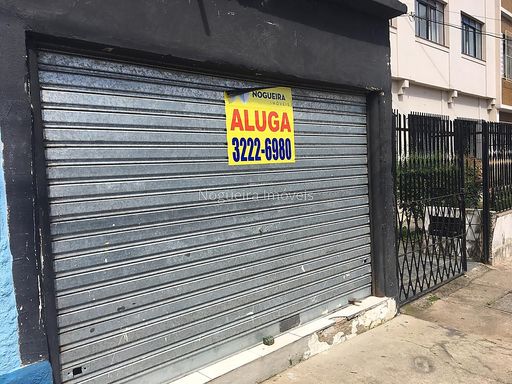 NOGUEIRA
IMÓVEIS
ALUGA
3222-6980
Nogueira imóveis